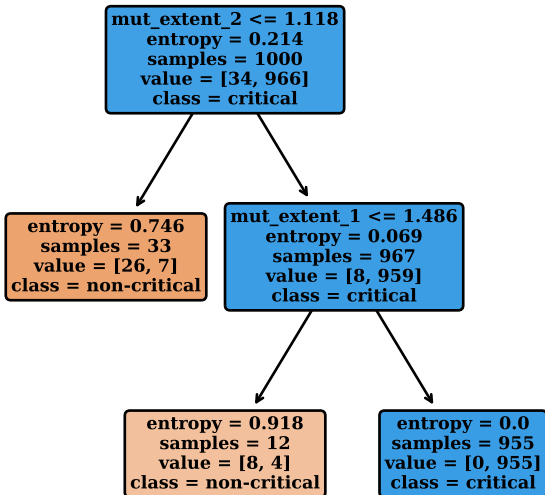 mut_extent_2 <= 1.118
entropy = 0.214
samples = 1000
value = [34, 966]
class = critical
entropy = 0.746
samples = 33
value = [26, 7]
class = non-critical
mut_extent_1 <= 1.486
entropy = 0.069
samples = 967
value = [8, 959]
class = critical
entropy = 0.918
samples = 12
value = [8, 4]
class = non-critical
entropy = 0.0
samples = 955
value = [0, 955]
class = critical